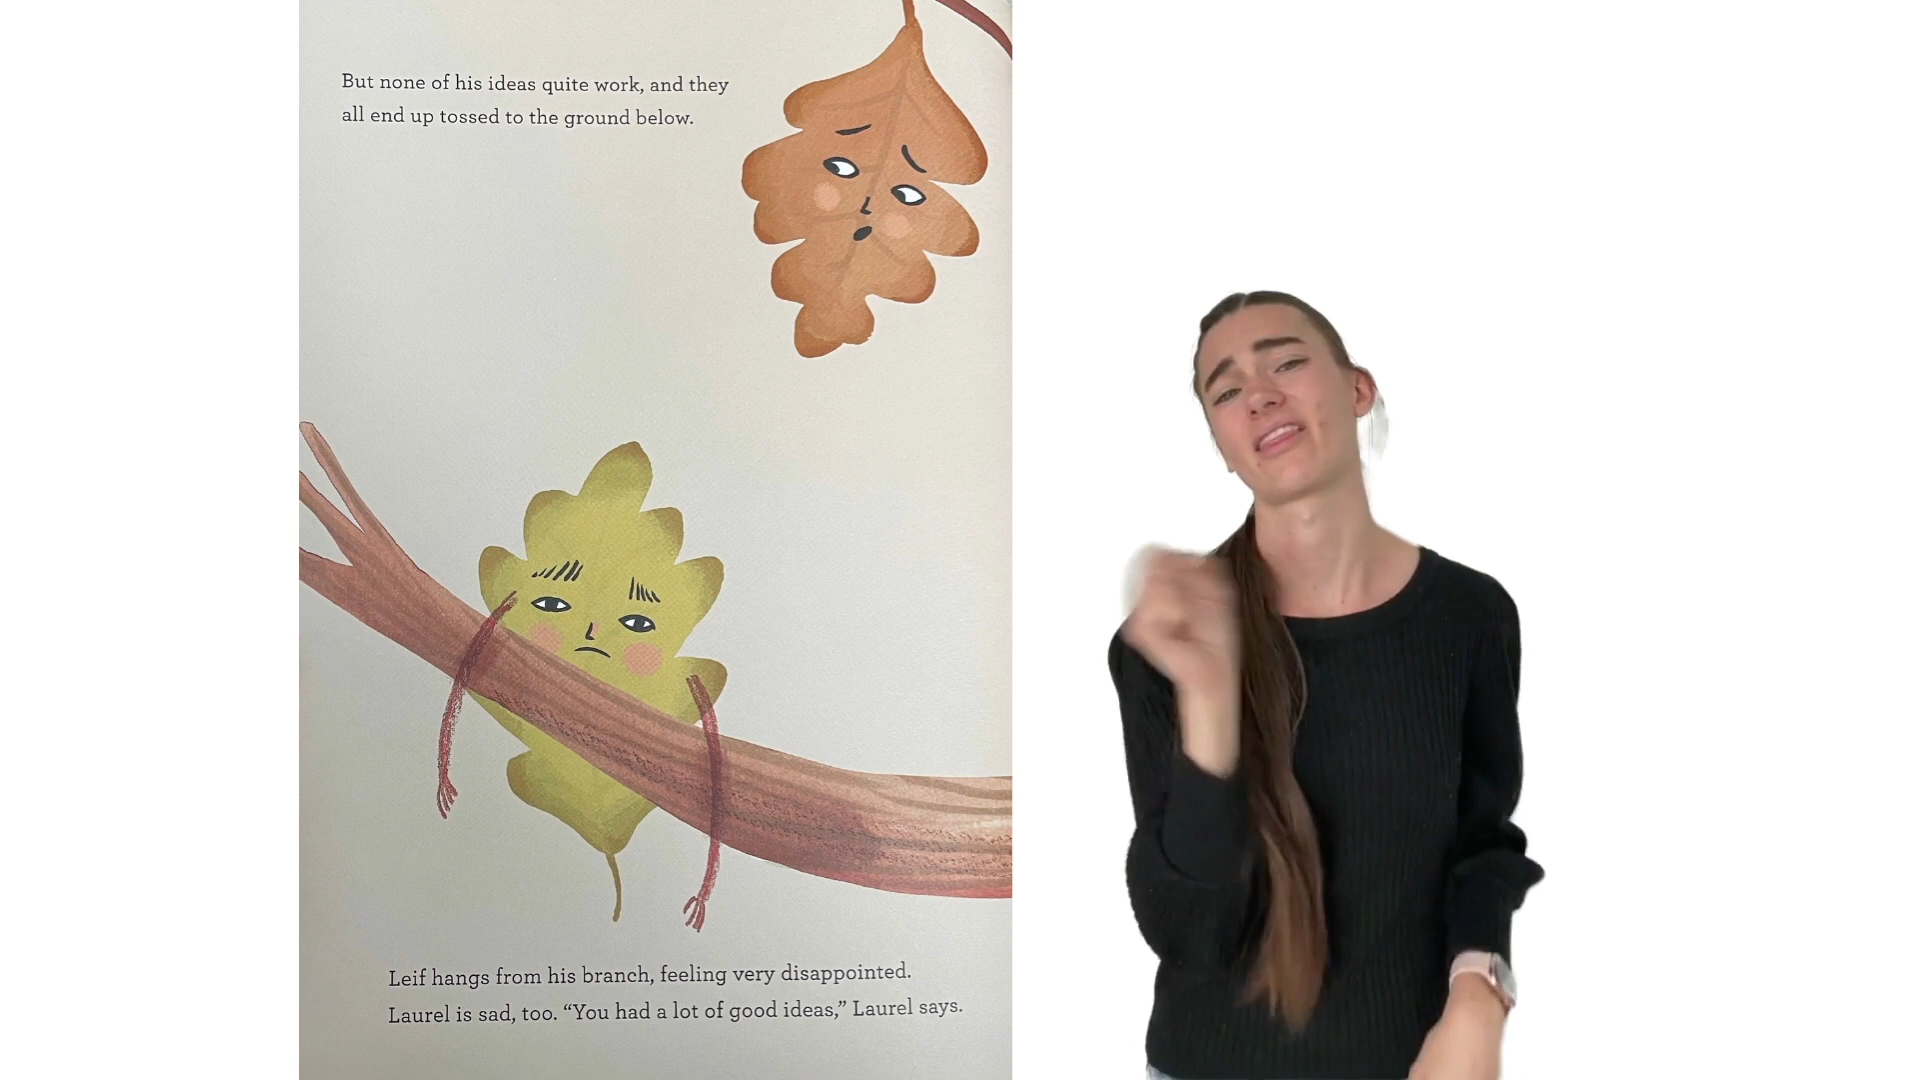 But none of his ideas quite work, and they
all end up tossed to the ground below.
Leif hangs from his branch, feeling very disappointed.
Laurel is sad, too. “You had a lot of good ideas,” Laurel says.